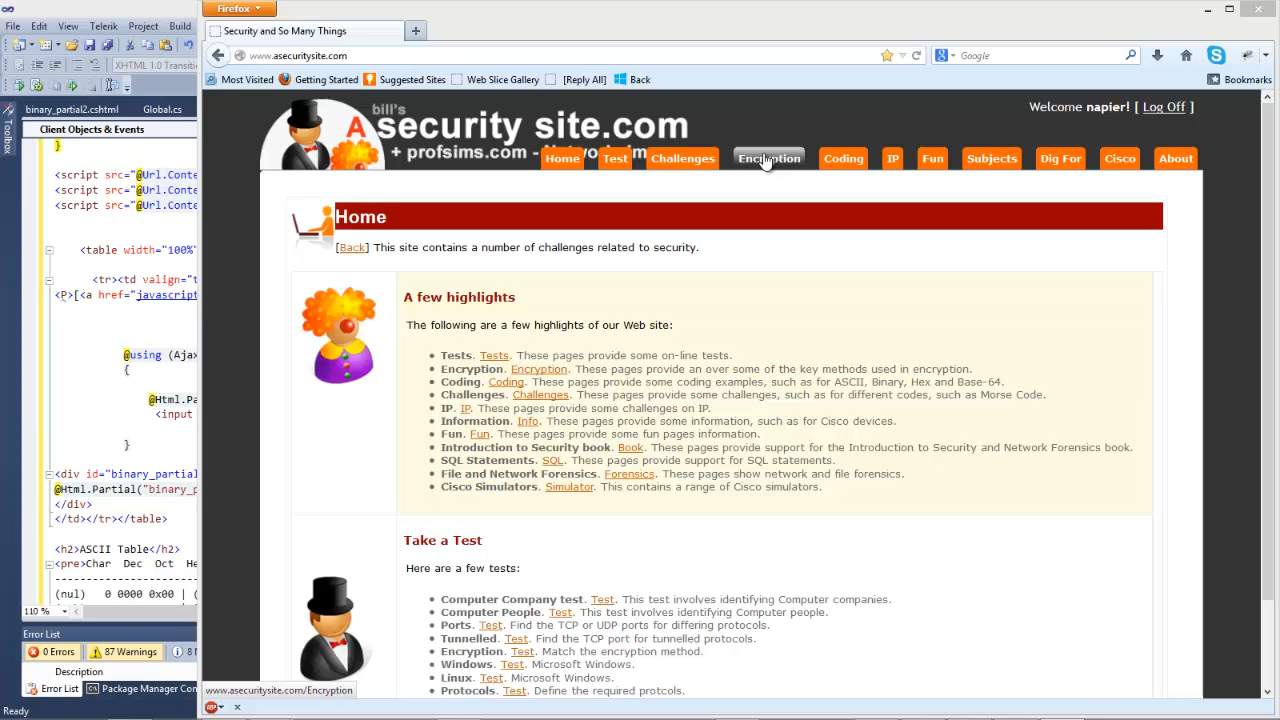 Firefox
File Edit View Telerik Project Build
Security and So Many Things
www.asecuritysite.com
Google
XHTML 1.0 Transiti
Most Visited Getting Started Suggested Sites Web Slice Gallery [Reply All] Back Bookmarks
binary_partial2.cshtml Global.cs
Toolbox
Client Objects & Events
bill's
A security site.com
+ profsims.com - Networksims.com
Welcome napier! [ Log Off ]
Home Test Challenges Encryption Coding IP Fun Subjects Dig For Cisco About
}
<script src="@Url.Conte
<script src="@Url.Conte
<script src="@Url.Conte
<table width="100%"
<tr><td valign="t
<P>[<a href="javascript
@using (Ajax
{
@Html.Pa
<input
}
<div id="binary_partial
@Html.Partial("binary_p
</div>
</td></tr></table>
<h2>ASCII Table</h2>
<pre>Char Dec Oct He
(nul) 0 0000 0x00 | (
110 %
Error List
0 Errors 87 Warnings 8 M
Description
Error List Package Manager Con
Ready
Home
[Back] This site contains a number of challenges related to security.
A few highlights
The following are a few highlights of our Web site:
Tests. Tests. These pages provide some on-line tests.
Encryption. Encryption. These pages provide an over some of the key methods used in encryption.
Coding. Coding. These pages provide some coding examples, such as for ASCII, Binary, Hex and Base-64.
Challenges. Challenges. These pages provide some challenges, such as for different codes, such as Morse Code.
IP. IP. These pages provide some challenges on IP.
Information. Info. These pages provide some information, such as for Cisco devices.
Fun. Fun. These pages provide some fun pages information.
Introduction to Security book. Book. These pages provide support for the Introduction to Security and Network Forensics book.
SQL Statements. SQL. These pages provide support for SQL statements.
File and Network Forensics. Forensics. These pages show network and file forensics.
Cisco Simulators. Simulator. This contains a range of Cisco simulators.
Take a Test
Here are a few tests:
Computer Company test. Test. This test involves identifying Computer companies.
Computer People. Test. This test involves identifying Computer people.
Ports. Test. Find the TCP or UDP ports for differing protocols.
Tunnelled. Test. Find the TCP port for tunnelled protocols.
Encryption. Test. Match the encryption method.
Windows. Test. Microsoft Windows.
Linux. Test. Microsoft Windows.
Protocols. Test. Define the required protcols.
www.asecuritysite.com/Encryption